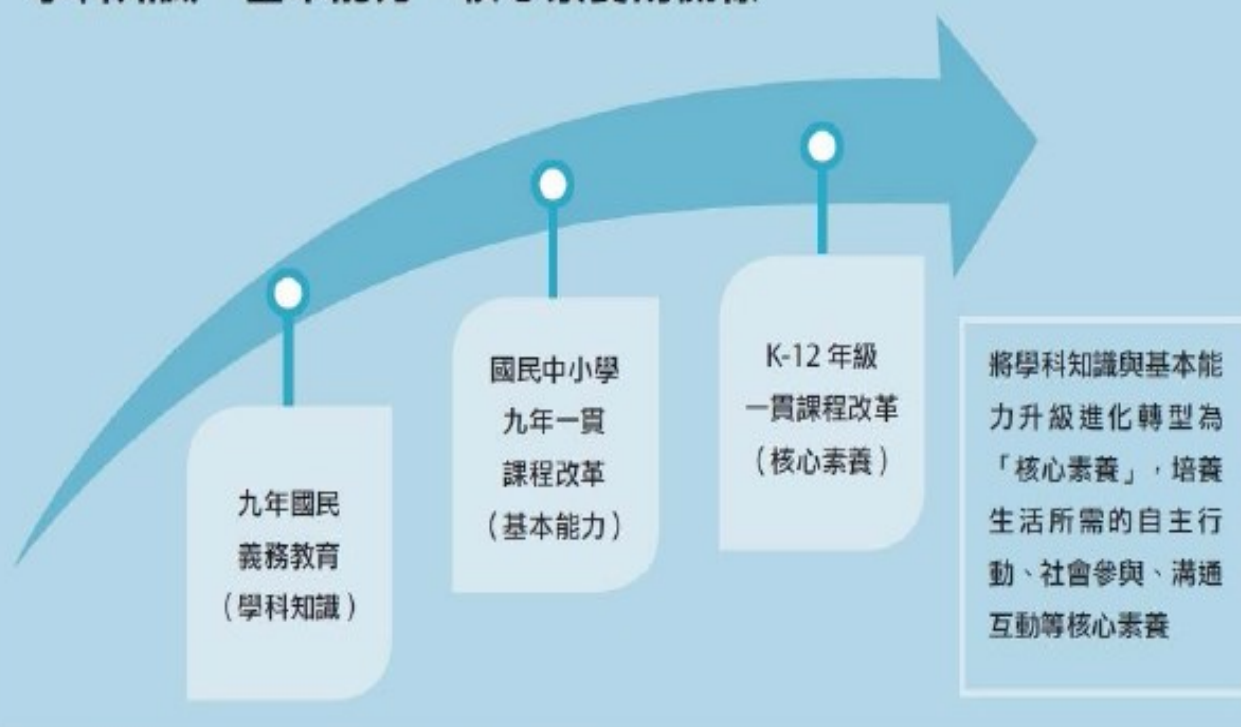 九年國民
義務教育
(學科知識)
國民中小學
九年一貫
課程改革
(基本能力)
K-12 年級
一貫課程改革
(核心素養)
將學科知識與基本能
力升級進化轉型為
「核心素養」,培養
生活所需的自主行
動、社會參與、溝通
互動等核心素養